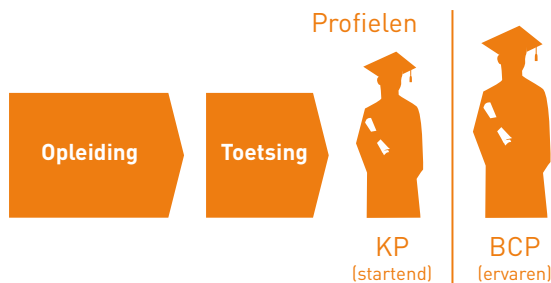 Profielen
Opleiding
Toetsing
KP
(startend)
BCP
(ervaren)